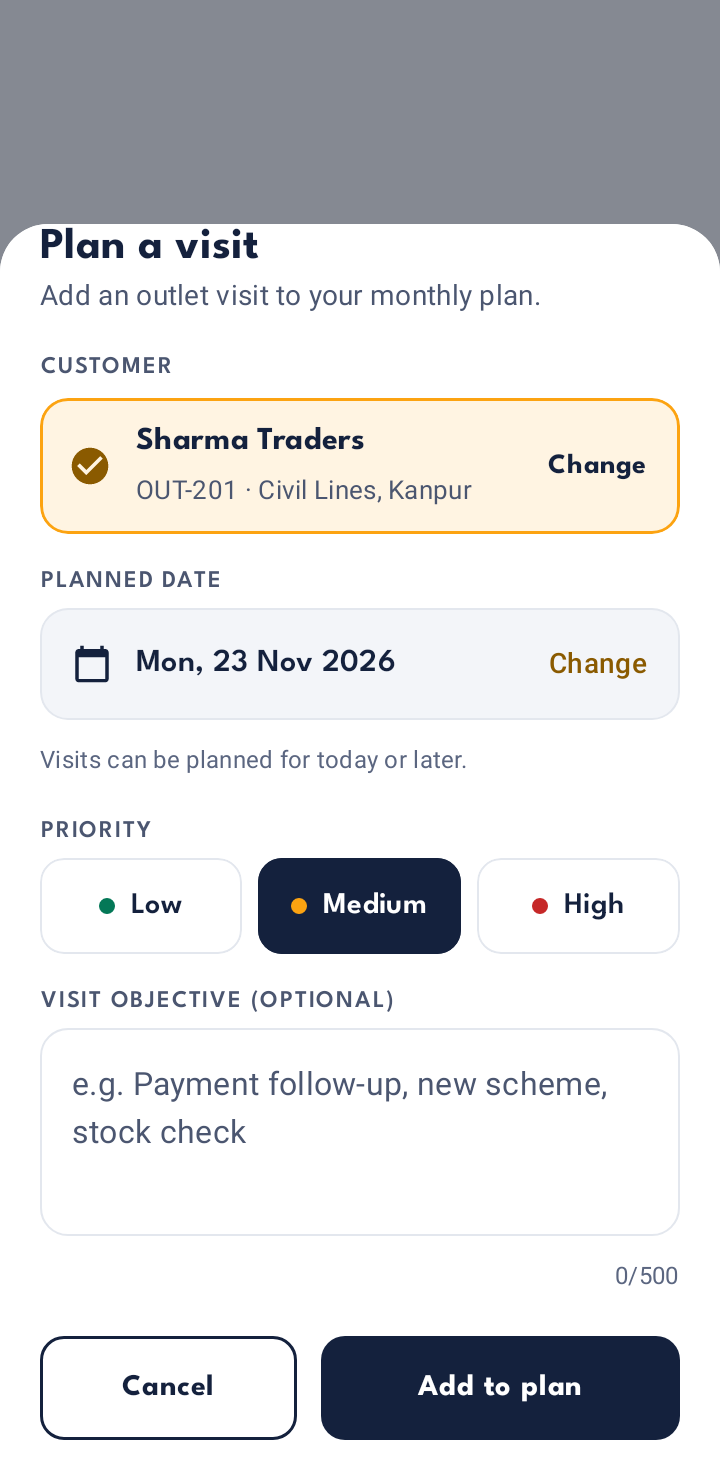 Plan a visit
Add an outlet visit to your monthly plan.
CUSTOMER
Sharma Traders
OUT-201 · Civil Lines, Kanpur
Change
PLANNED DATE
Mon, 23 Nov 2026
Change
Visits can be planned for today or later.
PRIORITY
Low
Medium
High
VISIT OBJECTIVE (OPTIONAL)
e.g. Payment follow-up, new scheme,
stock check
0/500
Cancel
Add to plan